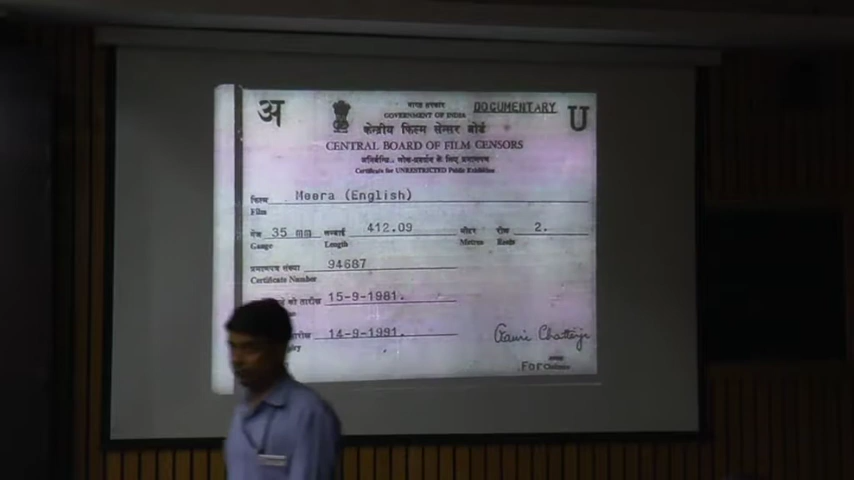 अ
भारत सरकार
DOCUMENTARY
GOVERNMENT OF INDIA
U
केन्द्रीय फिल्म सेन्सर बोर्ड
CENTRAL BOARD OF FILM CENSORS
Certificate for UNRESTRICTED Public Exhibition
फिल्म Meera (English)
Film
गेज 35 mm लम्बाई 412.09 मीटर रील 2.
Gauge Length Metres Reels
प्रमाणपत्र संख्या 94687
Certificate Number
की तारीख 15-9-1981.
14-9-1991.
For